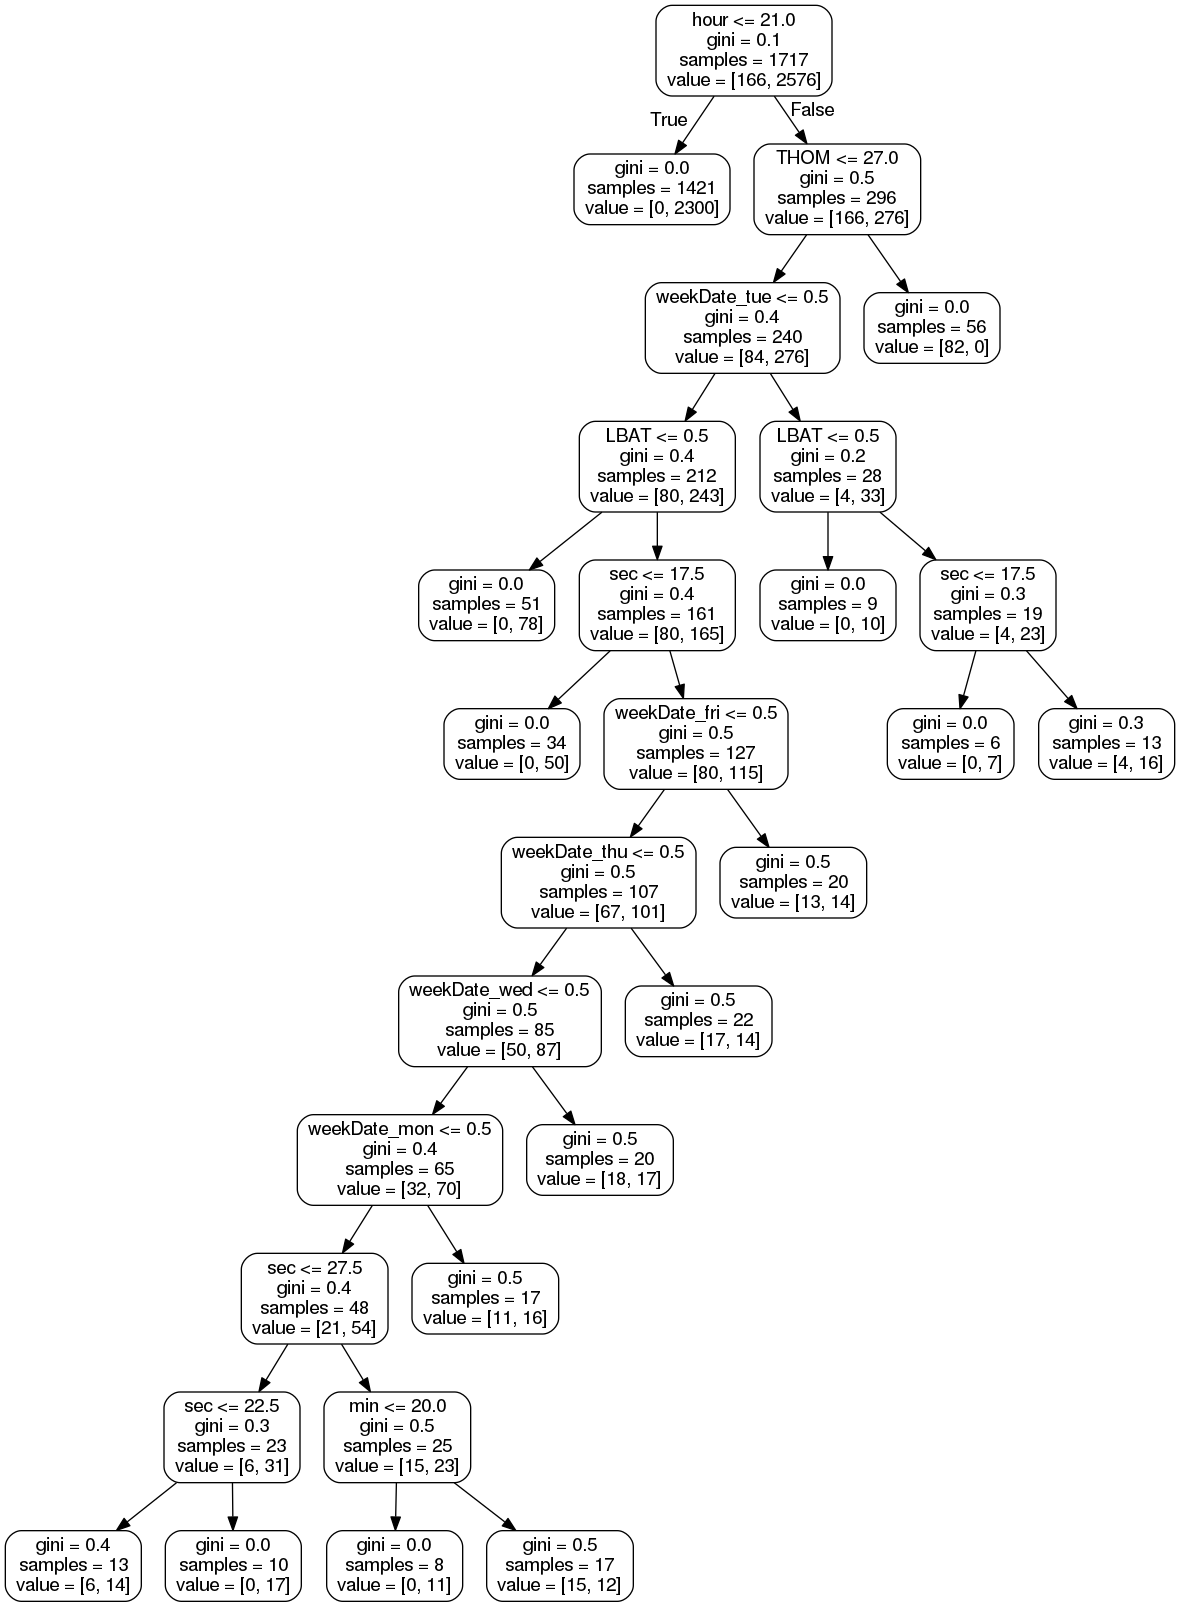 hour <= 21.0
gini = 0.1
samples = 1717
value = [166, 2576]
True
False
gini = 0.0
samples = 1421
value = [0, 2300]
THOM <= 27.0
gini = 0.5
samples = 296
value = [166, 276]
weekDate_tue <= 0.5
gini = 0.4
samples = 240
value = [84, 276]
gini = 0.0
samples = 56
value = [82, 0]
LBAT <= 0.5
gini = 0.4
samples = 212
value = [80, 243]
LBAT <= 0.5
gini = 0.2
samples = 28
value = [4, 33]
gini = 0.0
samples = 51
value = [0, 78]
sec <= 17.5
gini = 0.4
samples = 161
value = [80, 165]
gini = 0.0
samples = 9
value = [0, 10]
sec <= 17.5
gini = 0.3
samples = 19
value = [4, 23]
gini = 0.0
samples = 34
value = [0, 50]
weekDate_fri <= 0.5
gini = 0.5
samples = 127
value = [80, 115]
gini = 0.0
samples = 6
value = [0, 7]
gini = 0.3
samples = 13
value = [4, 16]
weekDate_thu <= 0.5
gini = 0.5
samples = 107
value = [67, 101]
gini = 0.5
samples = 20
value = [13, 14]
weekDate_wed <= 0.5
gini = 0.5
samples = 85
value = [50, 87]
gini = 0.5
samples = 22
value = [17, 14]
weekDate_mon <= 0.5
gini = 0.4
samples = 65
value = [32, 70]
gini = 0.5
samples = 20
value = [18, 17]
sec <= 27.5
gini = 0.4
samples = 48
value = [21, 54]
gini = 0.5
samples = 17
value = [11, 16]
sec <= 22.5
gini = 0.3
samples = 23
value = [6, 31]
min <= 20.0
gini = 0.5
samples = 25
value = [15, 23]
gini = 0.4
samples = 13
value = [6, 14]
gini = 0.0
samples = 10
value = [0, 17]
gini = 0.0
samples = 8
value = [0, 11]
gini = 0.5
samples = 17
value = [15, 12]